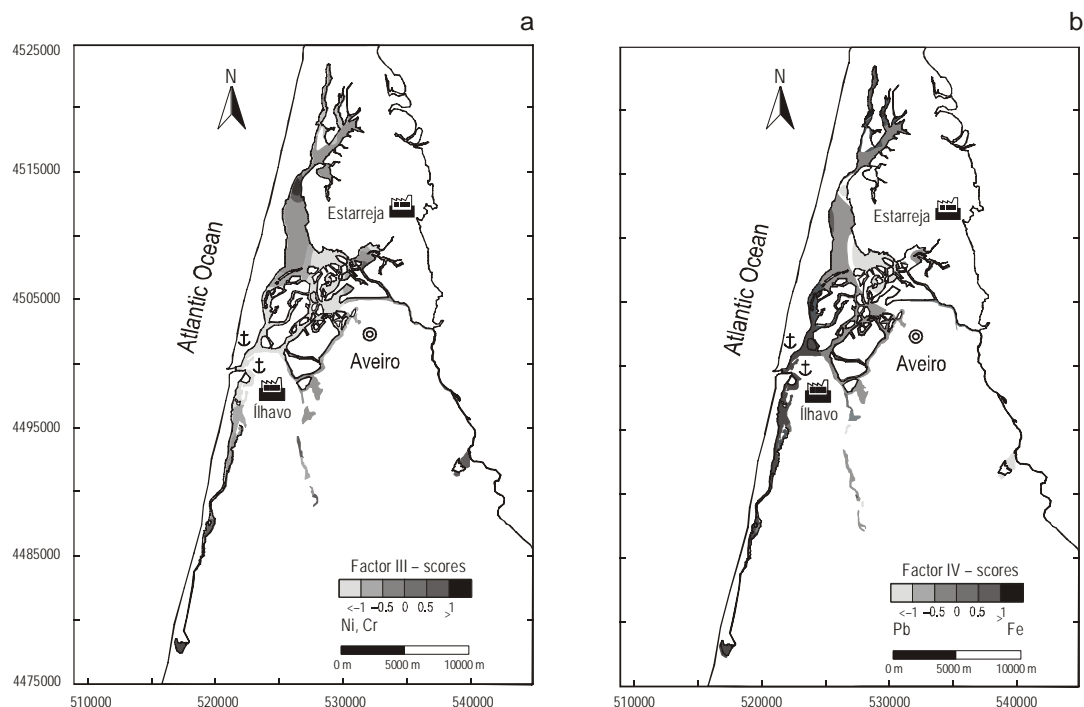 a
4525000
4515000
4505000
4495000
4485000
4475000
N
Estarreja
Atlantic Ocean
Aveiro
Ílhavo
Factor III – scores
<–1 –0.5 0 0.5 >1
Ni, Cr
0 m 5000 m 10000 m
510000 520000 530000 540000
b
N
Estarreja
Atlantic Ocean
Aveiro
Ílhavo
Factor IV – scores
<–1 –0.5 0 0.5 >1
Pb Fe
0 m 5000 m 10000 m
510000 520000 530000 540000